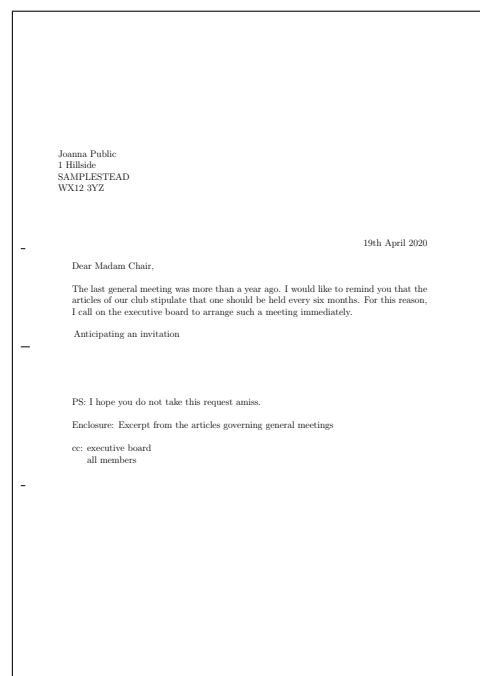 Joanna Public
1 Hillside
SAMPLESTEAD
WX12 3YZ
19th April 2020
Dear Madam Chair,
The last general meeting was more than a year ago. I would like to remind you that the
articles of our club stipulate that one should be held every six months. For this reason,
I call on the executive board to arrange such a meeting immediately.
Anticipating an invitation
PS: I hope you do not take this request amiss.
Enclosure: Excerpt from the articles governing general meetings
cc: executive board
all members